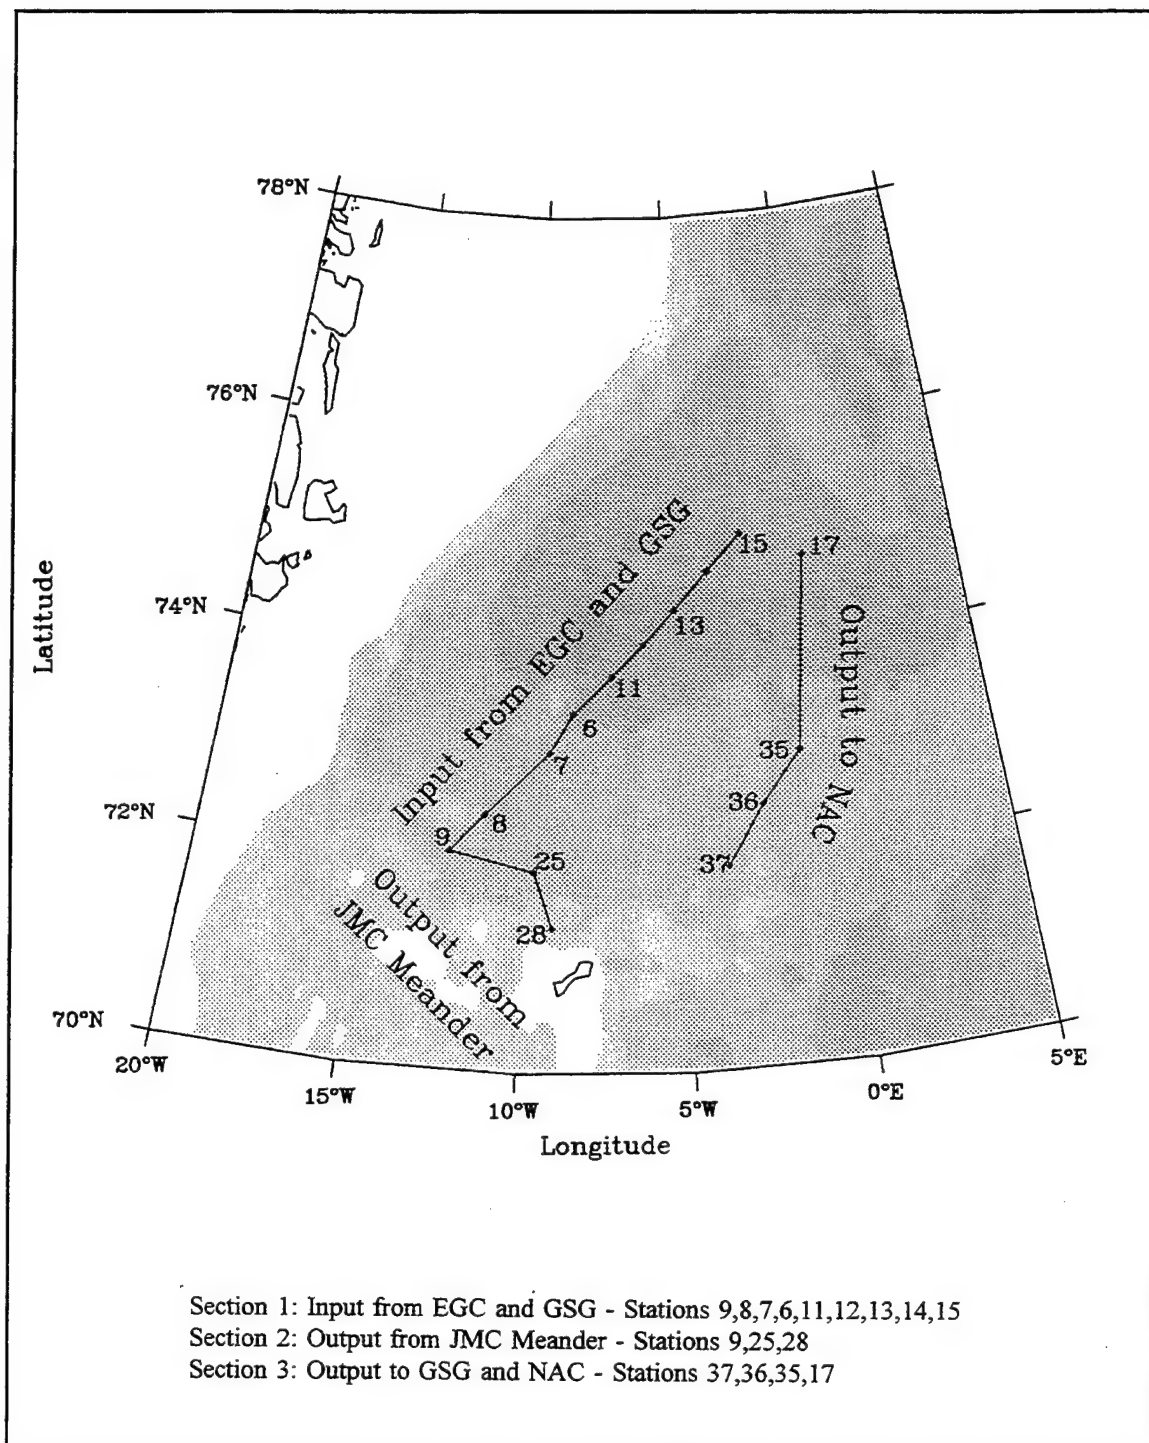 78°N
76°N
74°N
72°N
70°N
Latitude
20°W
15°W
10°W
5°W
0°E
5°E
Longitude
Input from EGC and GSG
Output from
JMC Meander
Output to NAC
15
17
13
11
6
7
8
9
25
28
35
36
37
Section 1: Input from EGC and GSG - Stations 9,8,7,6,11,12,13,14,15
Section 2: Output from JMC Meander - Stations 9,25,28
Section 3: Output to GSG and NAC - Stations 37,36,35,17